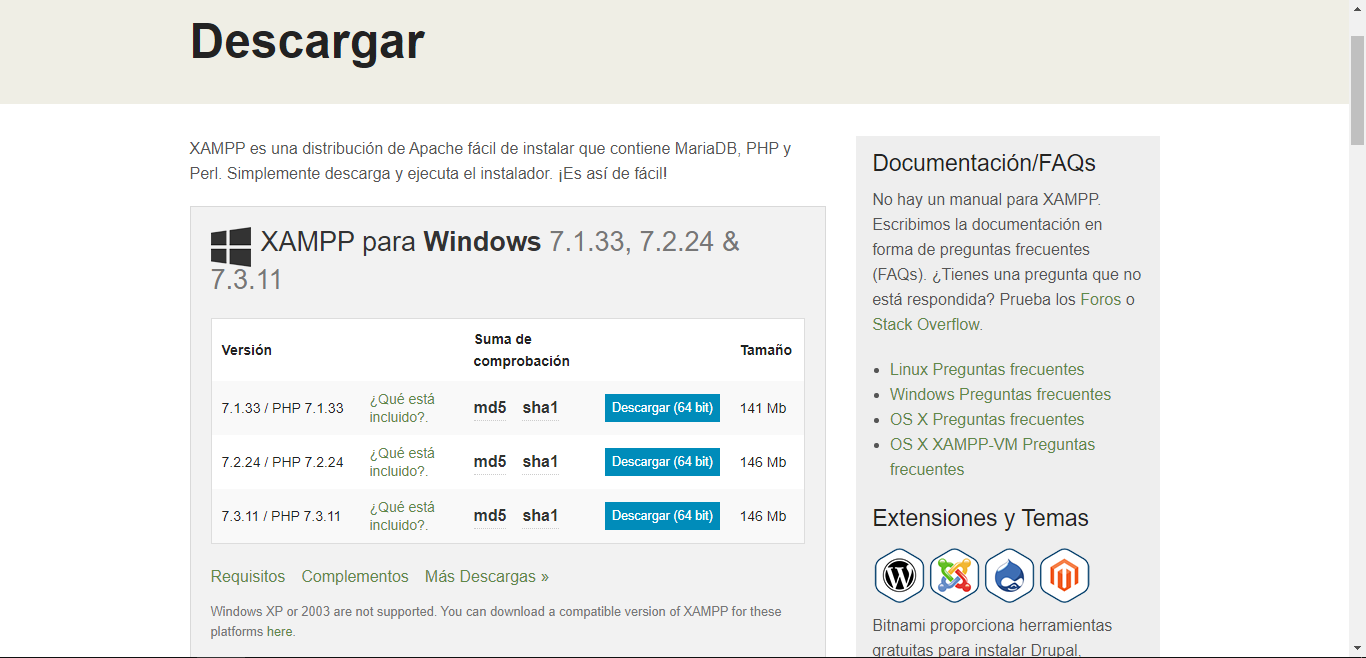 Descargar
XAMPP es una distribución de Apache fácil de instalar que contiene MariaDB, PHP y
Perl. Simplemente descarga y ejecuta el instalador. ¡Es así de fácil!
XAMPP para Windows 7.1.33, 7.2.24 &
7.3.11
Versión
Suma de
comprobación
Tamaño
7.1.33 / PHP 7.1.33
¿Qué está
incluido?.
md5 sha1
Descargar (64 bit)
141 Mb
7.2.24 / PHP 7.2.24
¿Qué está
incluido?.
md5 sha1
Descargar (64 bit)
146 Mb
7.3.11 / PHP 7.3.11
¿Qué está
incluido?.
md5 sha1
Descargar (64 bit)
146 Mb
Requisitos Complementos Más Descargas »
Windows XP or 2003 are not supported. You can download a compatible version of XAMPP for these
platforms here.
Documentación/FAQs
No hay un manual para XAMPP.
Escribimos la documentación en
forma de preguntas frecuentes
(FAQs). ¿Tienes una pregunta que no
está respondida? Prueba los Foros o
Stack Overflow.
Linux Preguntas frecuentes
Windows Preguntas frecuentes
OS X Preguntas frecuentes
OS X XAMPP-VM Preguntas
frecuentes
Extensiones y Temas
Bitnami proporciona herramientas
gratuitas para instalar Drupal,